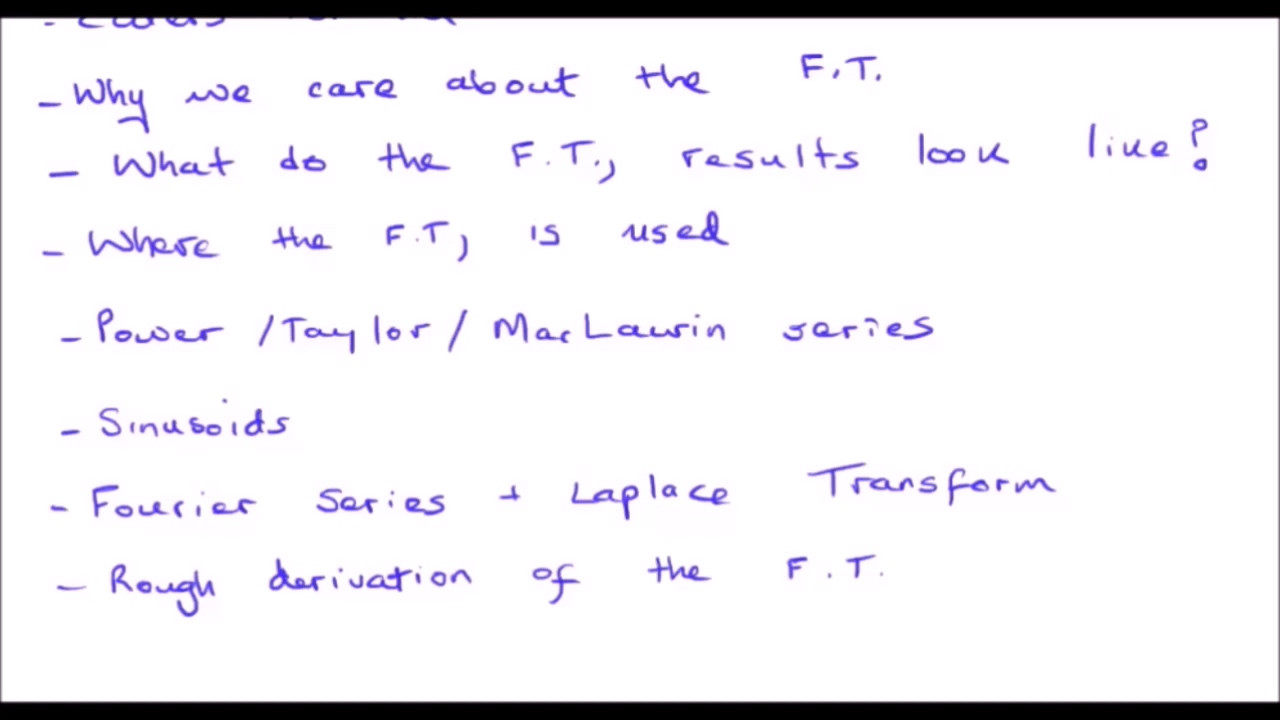 - Why we care about the F.T.
- What do the F.T., results look like?
- Where the F.T, is used
- Power /Taylor / MacLaurin series
- Sinusoids
- Fourier Series + Laplace Transform
- Rough derivation of the F.T.